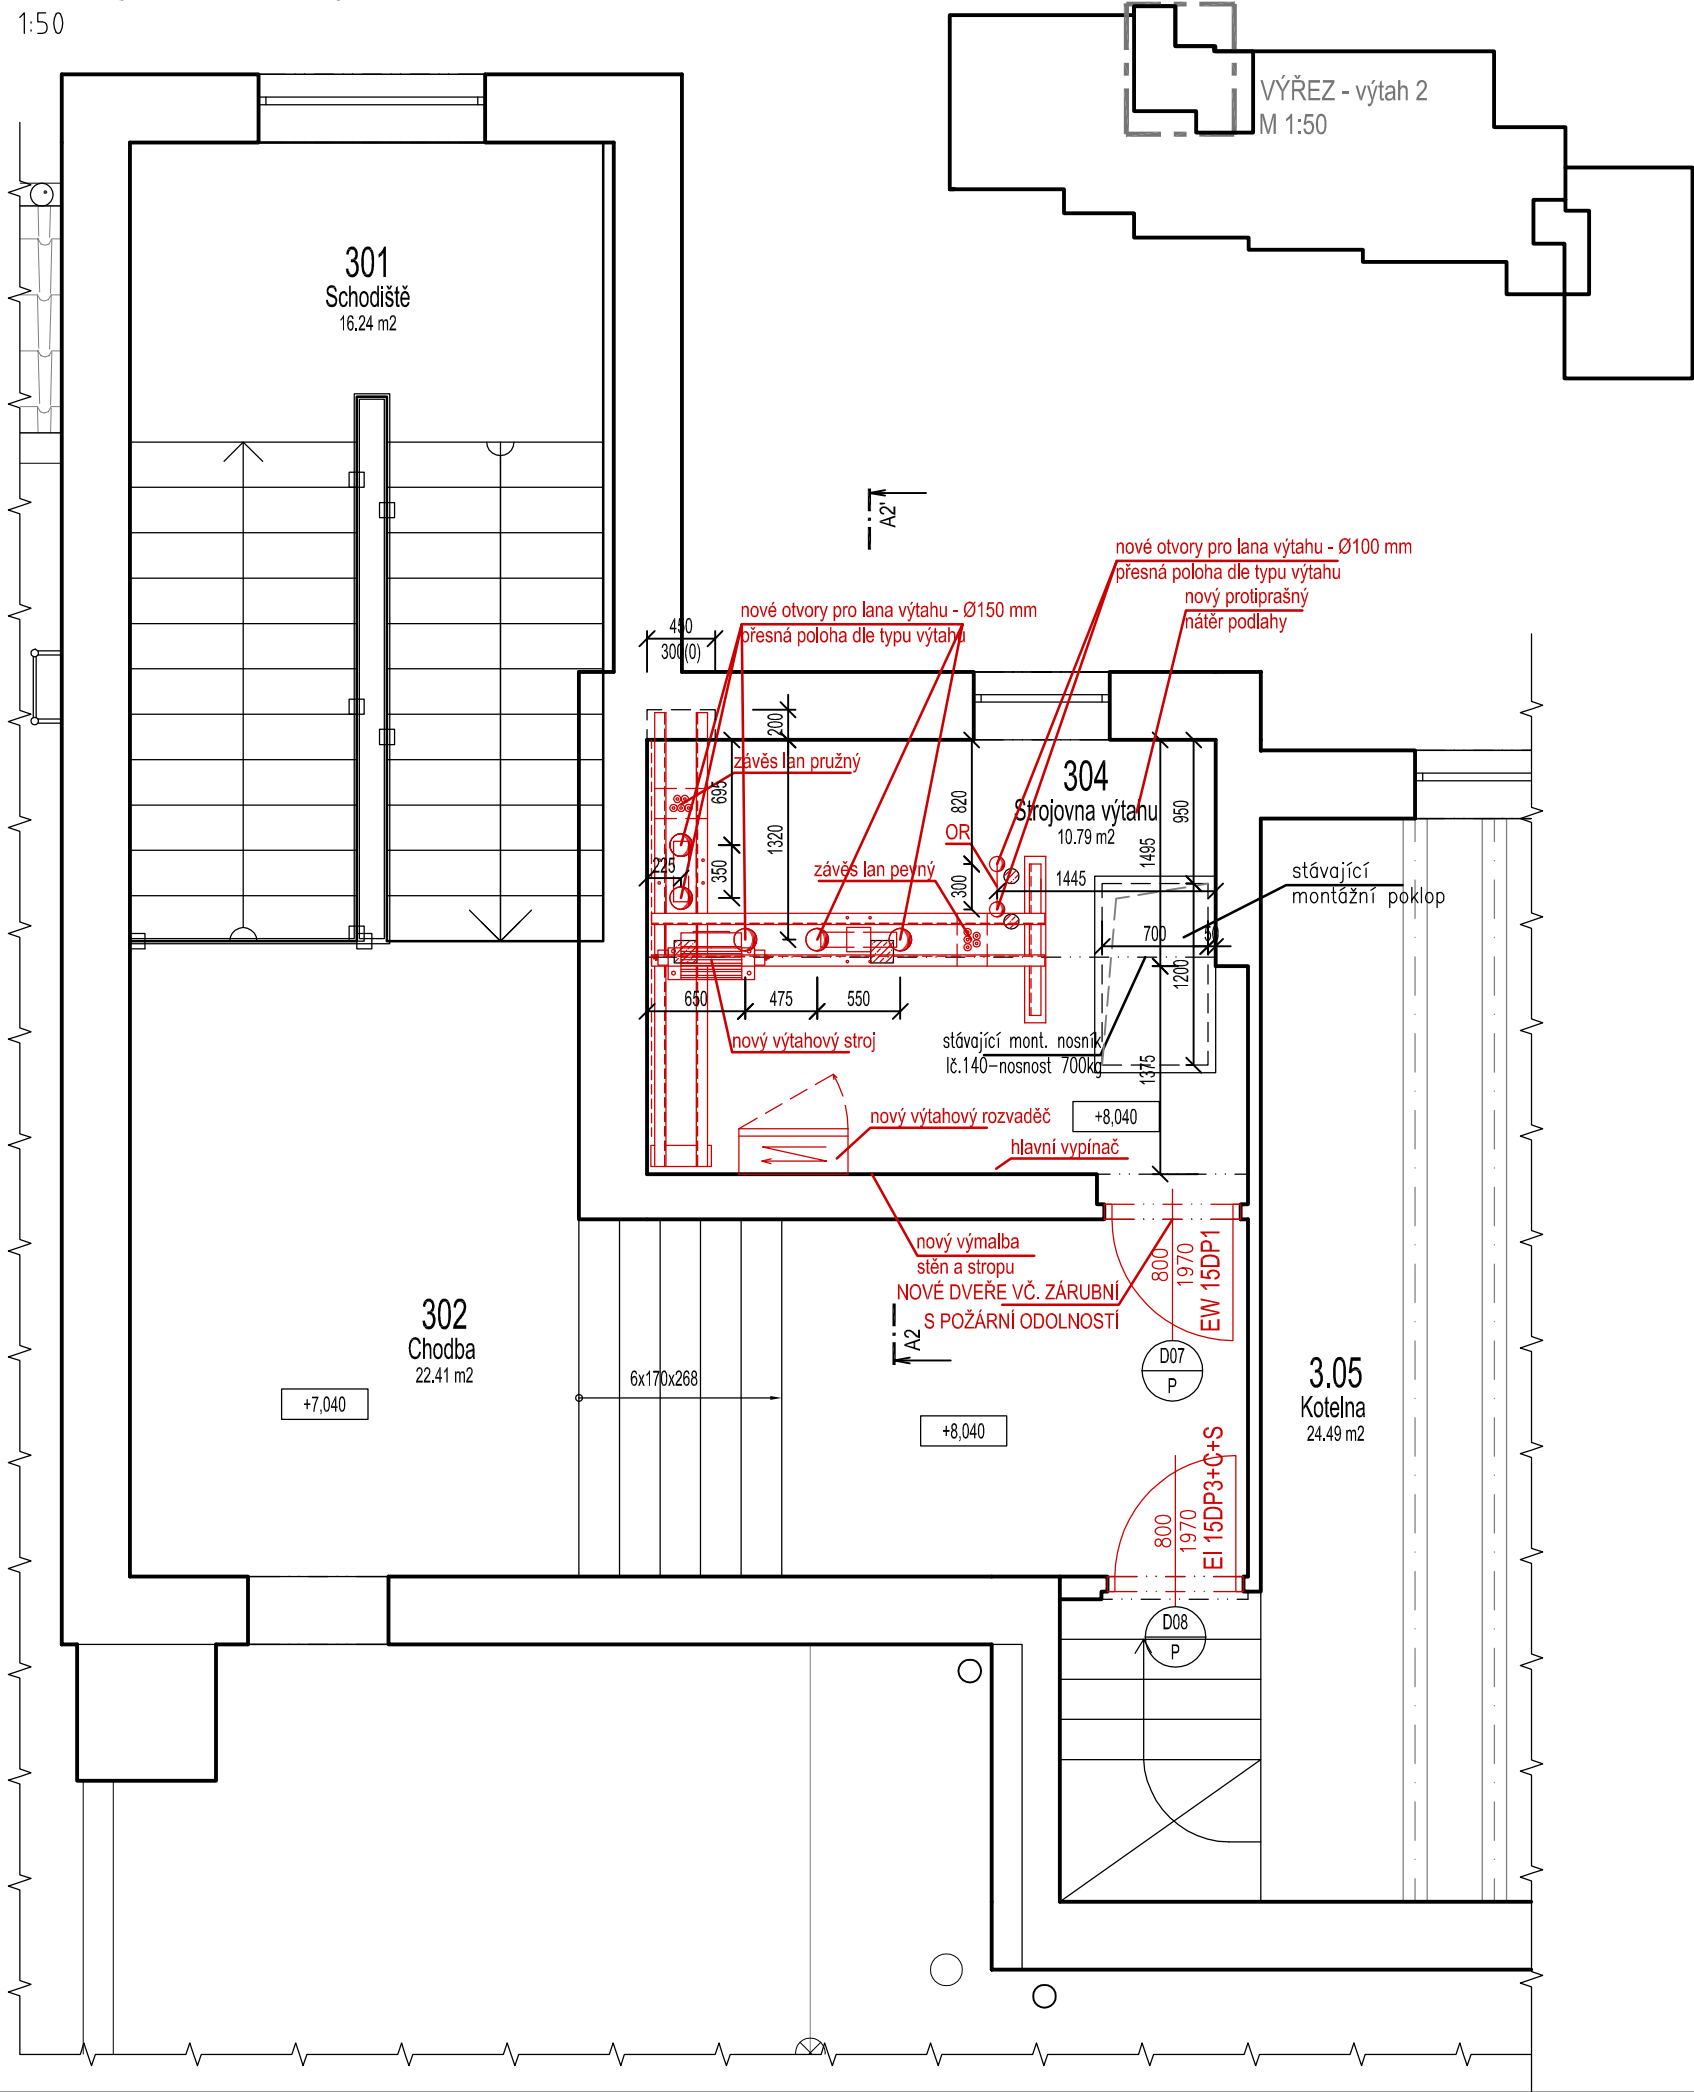 1:50
VÝŘEZ - výtah 2
M 1:50
301
Schodiště
16.24 m2
A2'
nové otvory pro lana výtahu - Ø100 mm
přesná poloha dle typu výtahu
nový protiprašný
nátěr podlahy
nové otvory pro lana výtahu - Ø150 mm
přesná poloha dle typu výtahu
450
300(0)
200
závěs lan pružný
695
1320
350
225
820
300
OR
závěs lan pevný
304
Strojovna výtahu
10.79 m2
950
1495
1445
stávající
montážní poklop
700
50
1200
650
475
550
nový výtahový stroj
stávající mont. nosník
Ič.140-nosnost 700kg
1375
nový výtahový rozvaděč
+8,040
hlavní vypínač
nový výmalba
stěn a stropu
NOVÉ DVEŘE VČ. ZÁRUBNÍ
S POŽÁRNÍ ODOLNOSTÍ
800
1970
EW 15DP1
A2
D07
P
302
Chodba
22.41 m2
+7,040
6x170x268
+8,040
3.05
Kotelna
24.49 m2
800
1970
EI 15DP3+C+S
D08
P